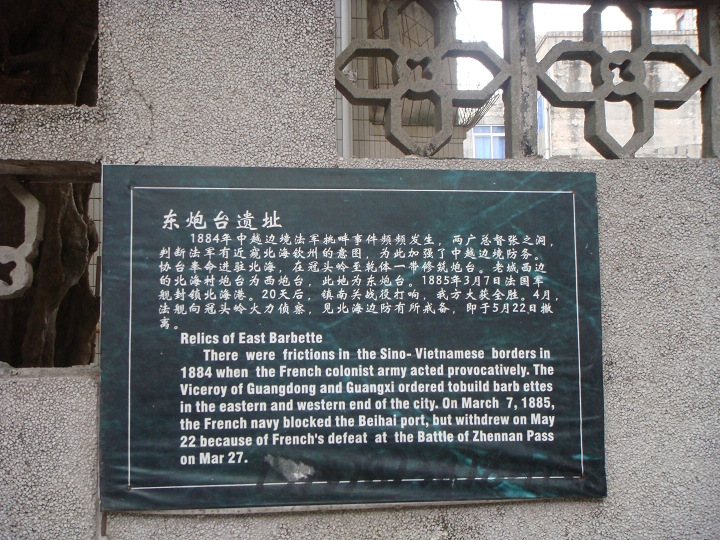 东炮台遗址
1884年中越边境法军挑畔事件频频发生，两广总督张之洞，
判断法军有近寇北海钦州的意图，为此加强了中越边境防务。
协台率命进驻北海，在冠头岭至乾体一带修筑炮台。老城西边
的北海村炮台为西炮台，此地为东炮台。1885年3月7日法国军
舰封锁北海港。20天后，镇南关战役打响，我方大获全胜。4月，
法舰向冠头岭火力侦察，见北海边防有所戒备，即于5月22日撤
离。
Relics of East Barbette
There were frictions in the Sino- Vietnamese borders in
1884 when the French colonist army acted provocatively. The
Viceroy of Guangdong and Guangxi ordered tobuild barb ettes
in the eastern and western end of the city. On March 7, 1885,
the French navy blocked the Beihai port, but withdrew on May
22 because of French's defeat at the Battle of Zhennan Pass
on Mar 27.